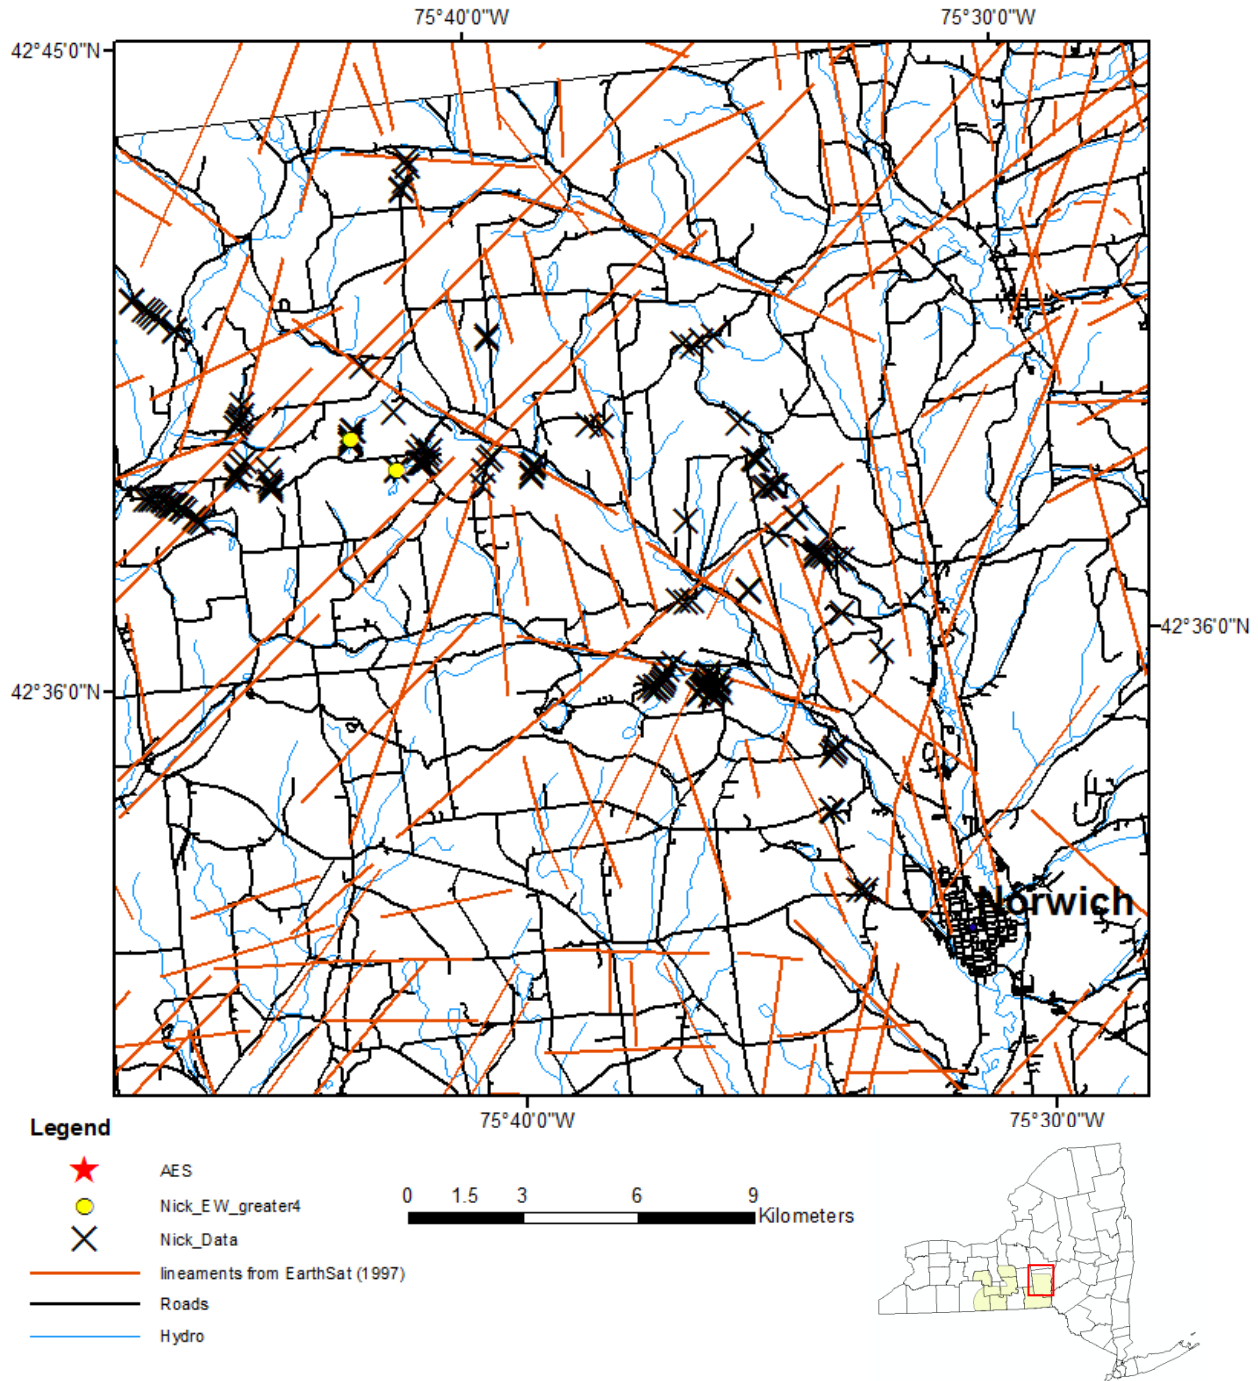 75°40'0"W 75°30'0"W
42°45'0"N
42°36'0"N
42°36'0"N
Norwich
75°40'0"W 75°30'0"W
Legend
AES
Nick_EW_greater4
Nick_Data
lineaments from EarthSat (1997)
Roads
Hydro
0 1.5 3 6 9
Kilometers